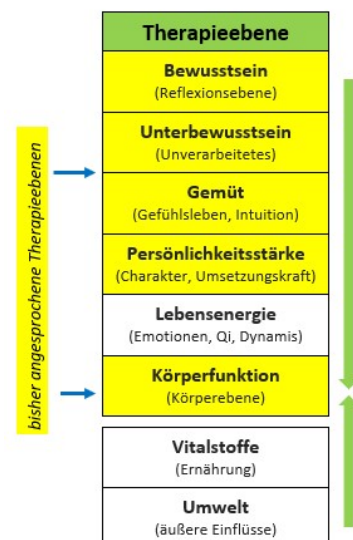 Therapieebene
Bewusstsein
(Reflexionsebene)
Unterbewusstsein
(Unverarbeitetes)
Gemüt
(Gefühlsleben, Intuition)
Persönlichkeitsstärke
(Charakter, Umsetzungskraft)
Lebensenergie
(Emotionen, Qi, Dynamis)
Körperfunktion
(Körperebene)
Vitalstoffe
(Ernährung)
Umwelt
(äußere Einflüsse)
bisher angesprochene Therapieebenen